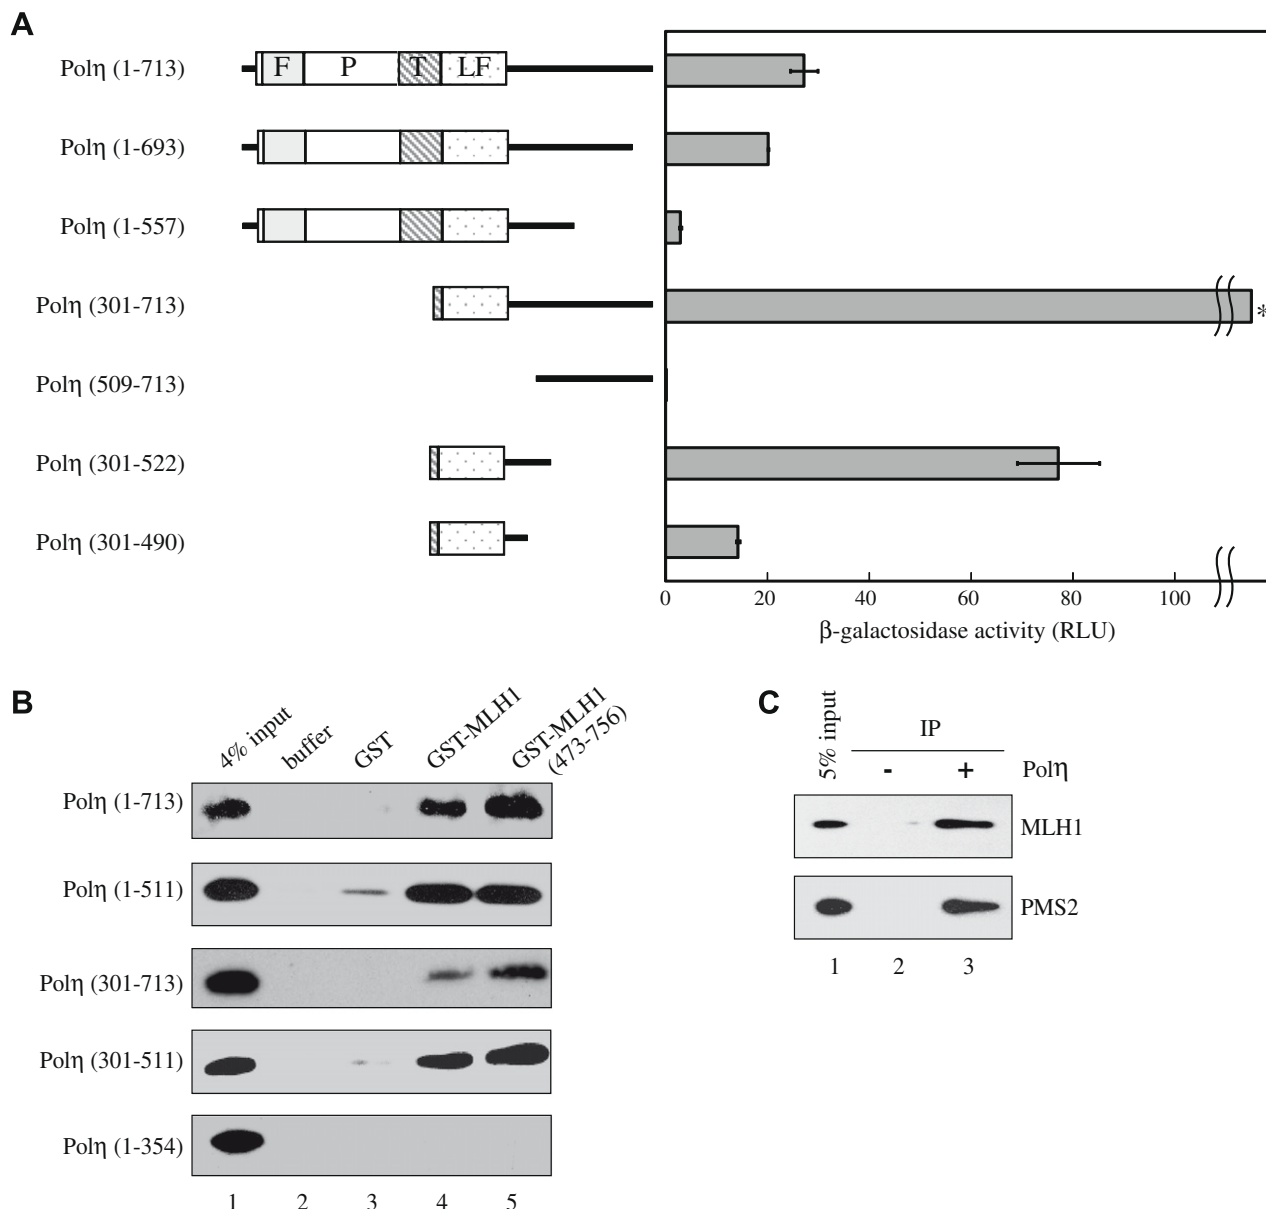 A
Polη (1-713)
F P T LF
Polη (1-693)
Polη (1-557)
Polη (301-713)
*
Polη (509-713)
Polη (301-522)
Polη (301-490)
0 20 40 60 80 100
β-galactosidase activity (RLU)
B
4% input
buffer
GST
GST-MLH1
GST-MLH1
(473-756)
Polη (1-713)
Polη (1-511)
Polη (301-713)
Polη (301-511)
Polη (1-354)
1 2 3 4 5
C
5% input
IP
- + Polη
MLH1
PMS2
1 2 3